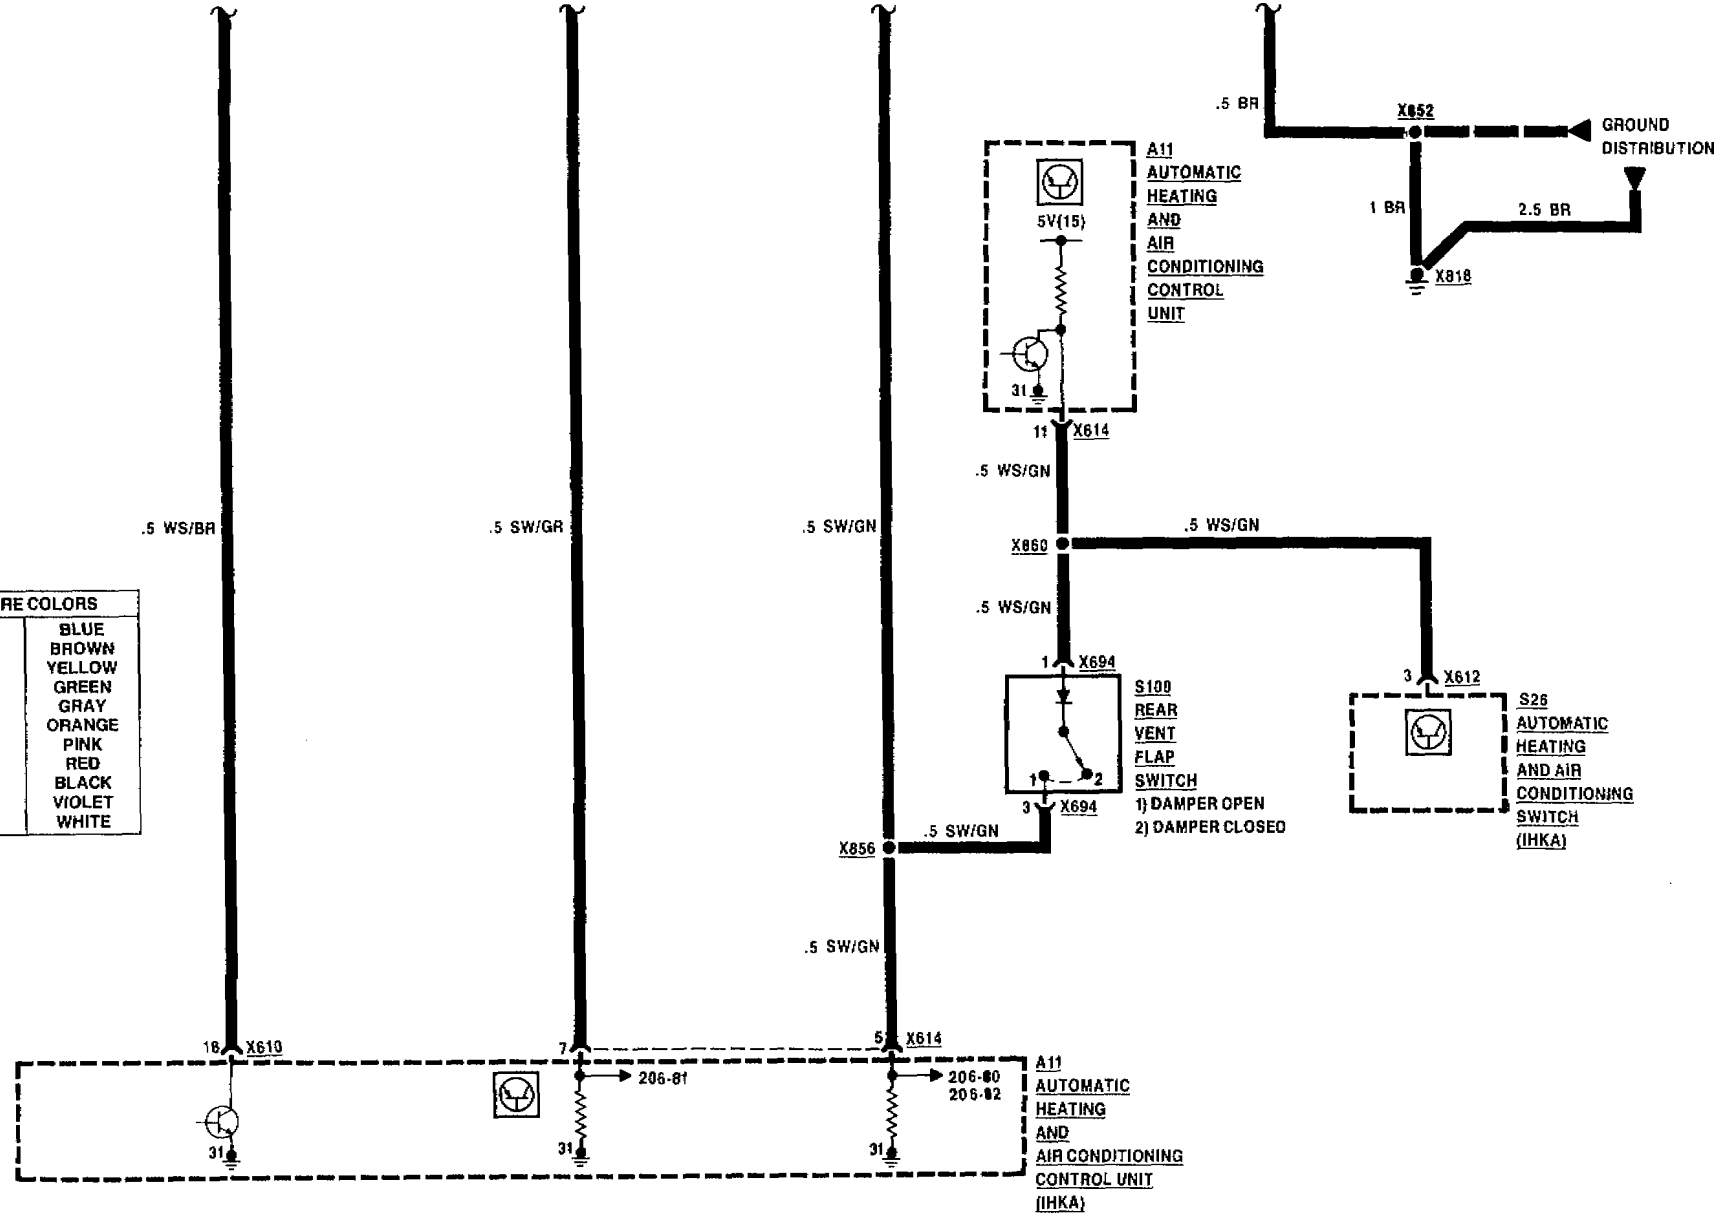 .5 BR
X852
GROUND
DISTRIBUTION
1 BR
2.5 BR
X818
A11
AUTOMATIC
HEATING
AND
AIR
CONDITIONING
CONTROL
UNIT
5V(15)
31
11 X614
.5 WS/GN
.5 WS/BR
.5 SW/GR
.5 SW/GN
X860
.5 WS/GN
.5 WS/GN
RE COLORS
BLUE
BROWN
YELLOW
GREEN
GRAY
ORANGE
PINK
RED
BLACK
VIOLET
WHITE
1 X694
S100
REAR
VENT
FLAP
SWITCH
1) DAMPER OPEN
2) DAMPER CLOSED
1 2
3 X694
3 X612
S26
AUTOMATIC
HEATING
AND AIR
CONDITIONING
SWITCH
(IHKA)
X856
.5 SW/GN
.5 SW/GN
18 X610
7
5 X614
206-81
206-80
206-82
31
31
31
A11
AUTOMATIC
HEATING
AND
AIR CONDITIONING
CONTROL UNIT
(IHKA)